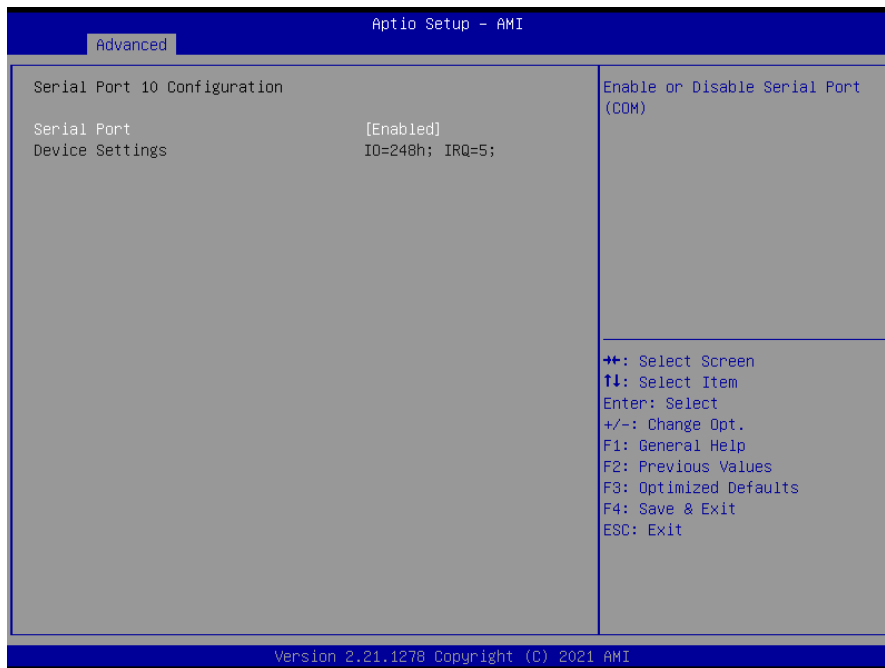 Aptio Setup – AMI
Advanced
Serial Port 10 Configuration
Serial Port [Enabled]
Device Settings IO=248h; IRQ=5;
Enable or Disable Serial Port
(COM)
→←: Select Screen
↑↓: Select Item
Enter: Select
+/-: Change Opt.
F1: General Help
F2: Previous Values
F3: Optimized Defaults
F4: Save & Exit
ESC: Exit
Version 2.21.1278 Copyright (C) 2021 AMI